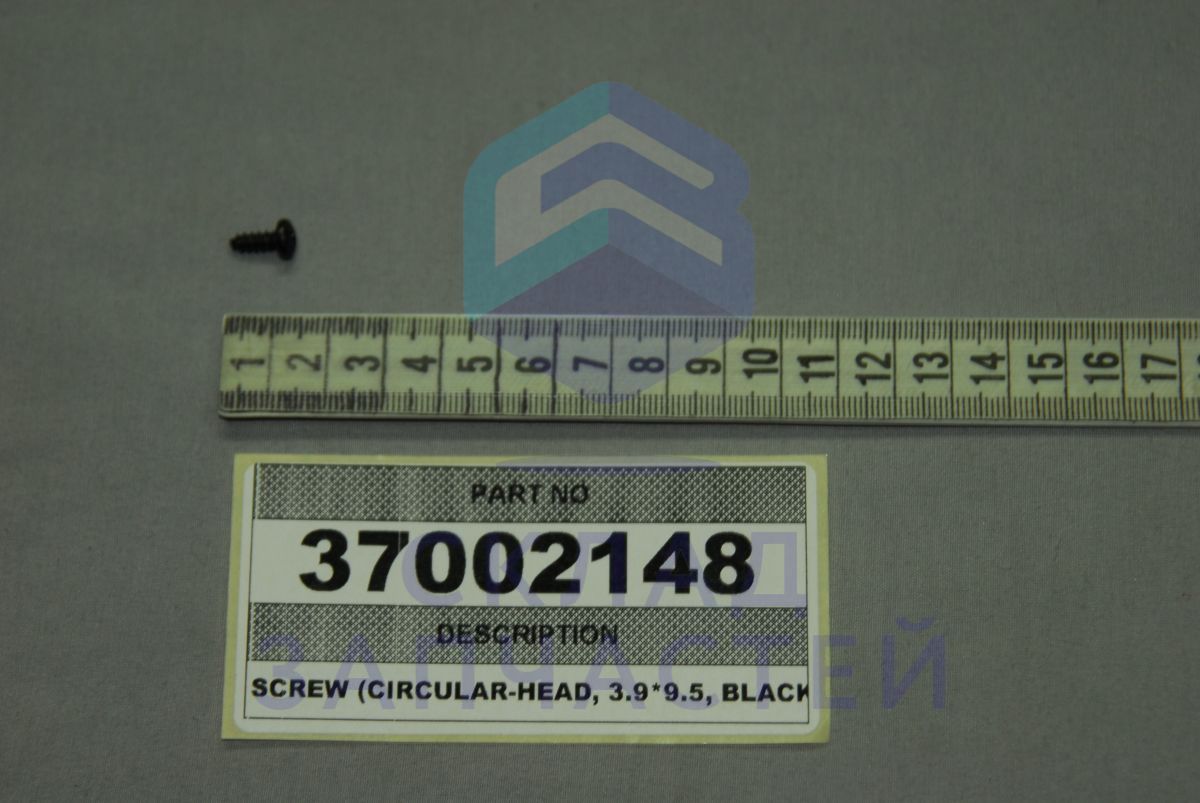 1 2 3 4 5 6 7 8 9 10 11 12 13 14 15 16 17
PART NO
37002148
DESCRIPTION
SCREW (CIRCULAR-HEAD, 3.9*9.5, BLACK
СКЛАД
ЗАПЧАСТЕЙ